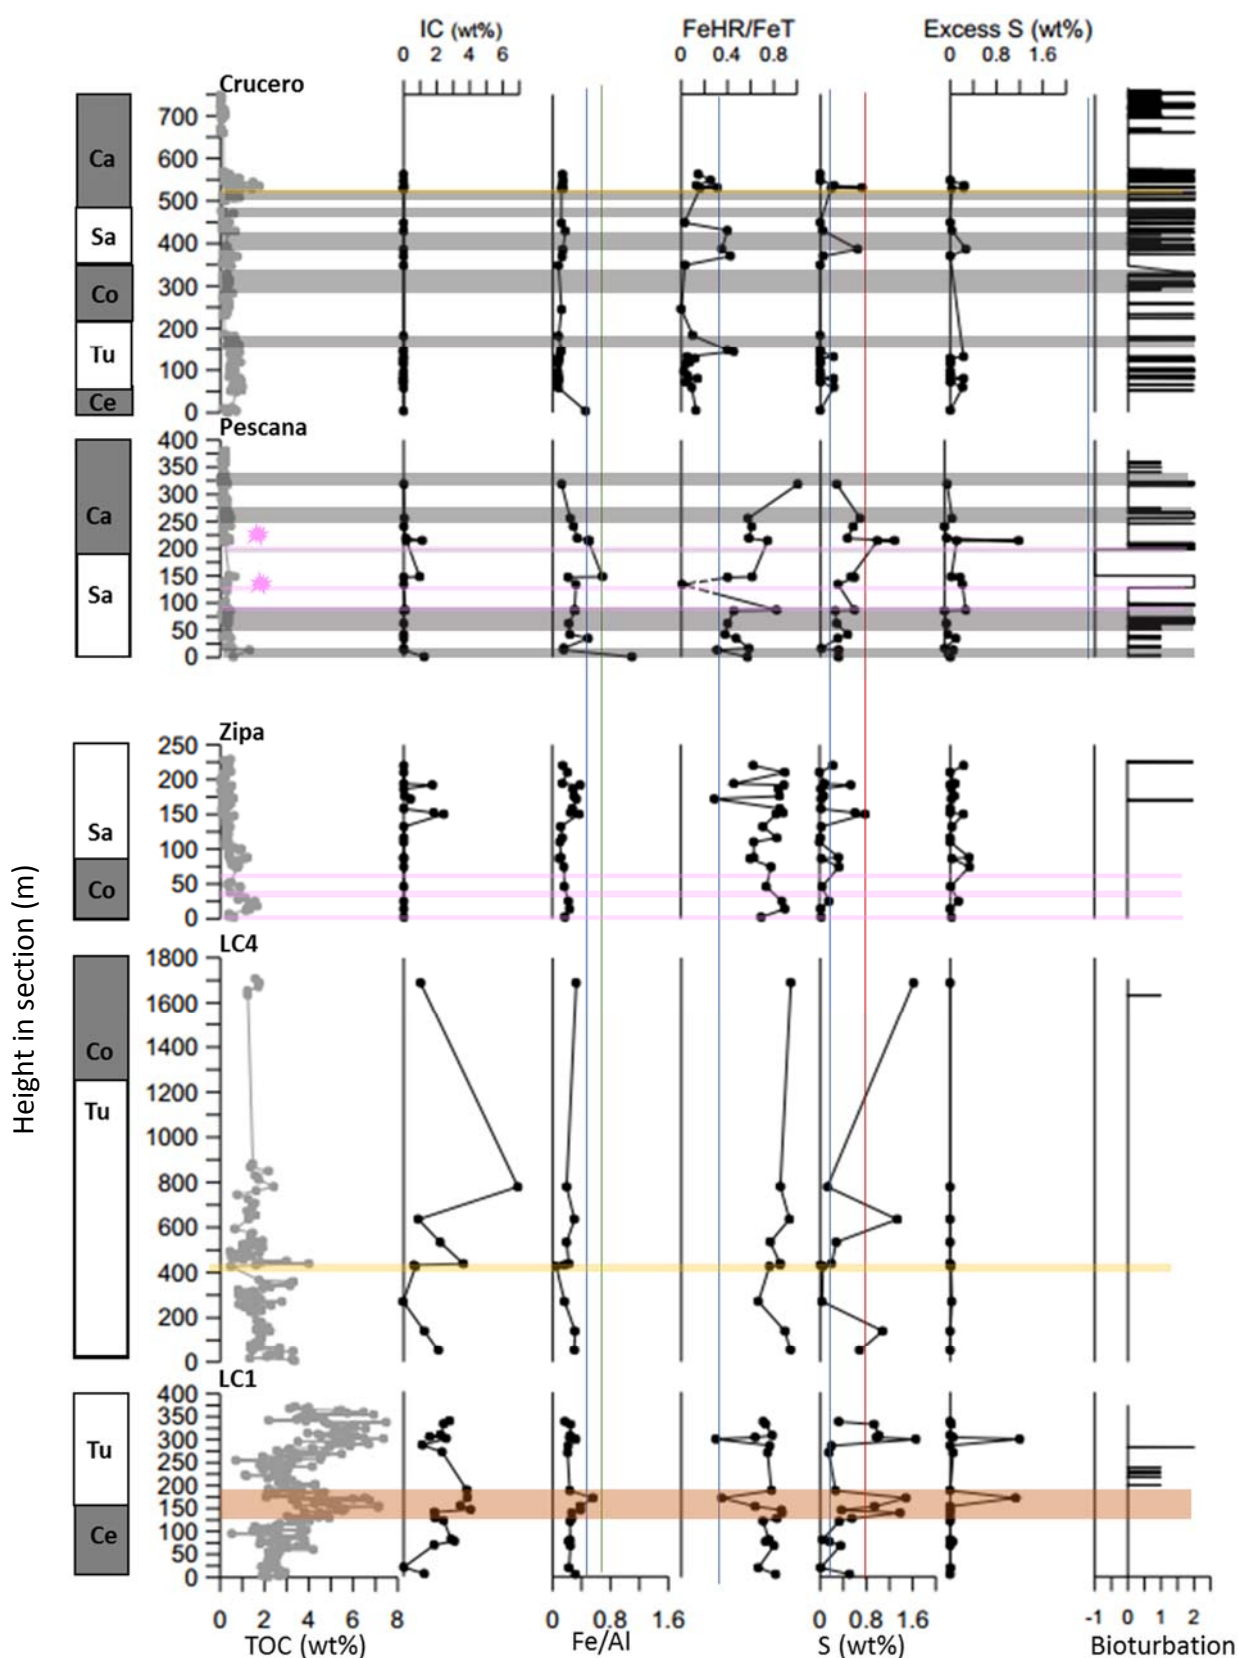 IC (wt%) FeHR/FeT Excess S (wt%)
0 2 4 6 0 0.4 0.8 0 0.8 1.6
Crucero
700
600
500
400
300
200
100
0
Ca
Sa
Co
Tu
Ce
Pescana
400
350
300
250
200
150
100
50
0
Ca
Sa
Zipa
250
200
150
100
50
0
Sa
Co
Height in section (m)
LC4
1800
1600
1400
1200
1000
800
600
400
200
0
Co
Tu
LC1
400
350
300
250
200
150
100
50
0
Tu
Ce
0 2 4 6 8 0 0.8 1.6 0 0.8 1.6 -1 0 1 2
TOC (wt%) Fe/Al S (wt%) Bioturbation